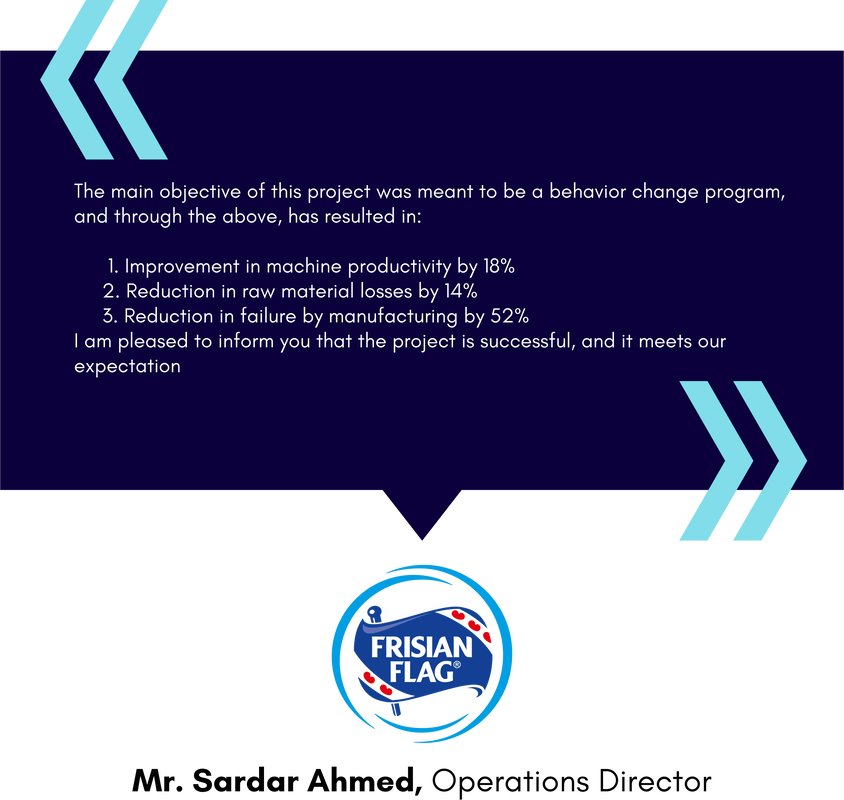 The main objective of this project was meant to be a behavior change program,
and through the above, has resulted in:
1. Improvement in machine productivity by 18%
2. Reduction in raw material losses by 14%
3. Reduction in failure by manufacturing by 52%
I am pleased to inform you that the project is successful, and it meets our
expectation
FRISIAN
FLAG®
Mr. Sardar Ahmed, Operations Director